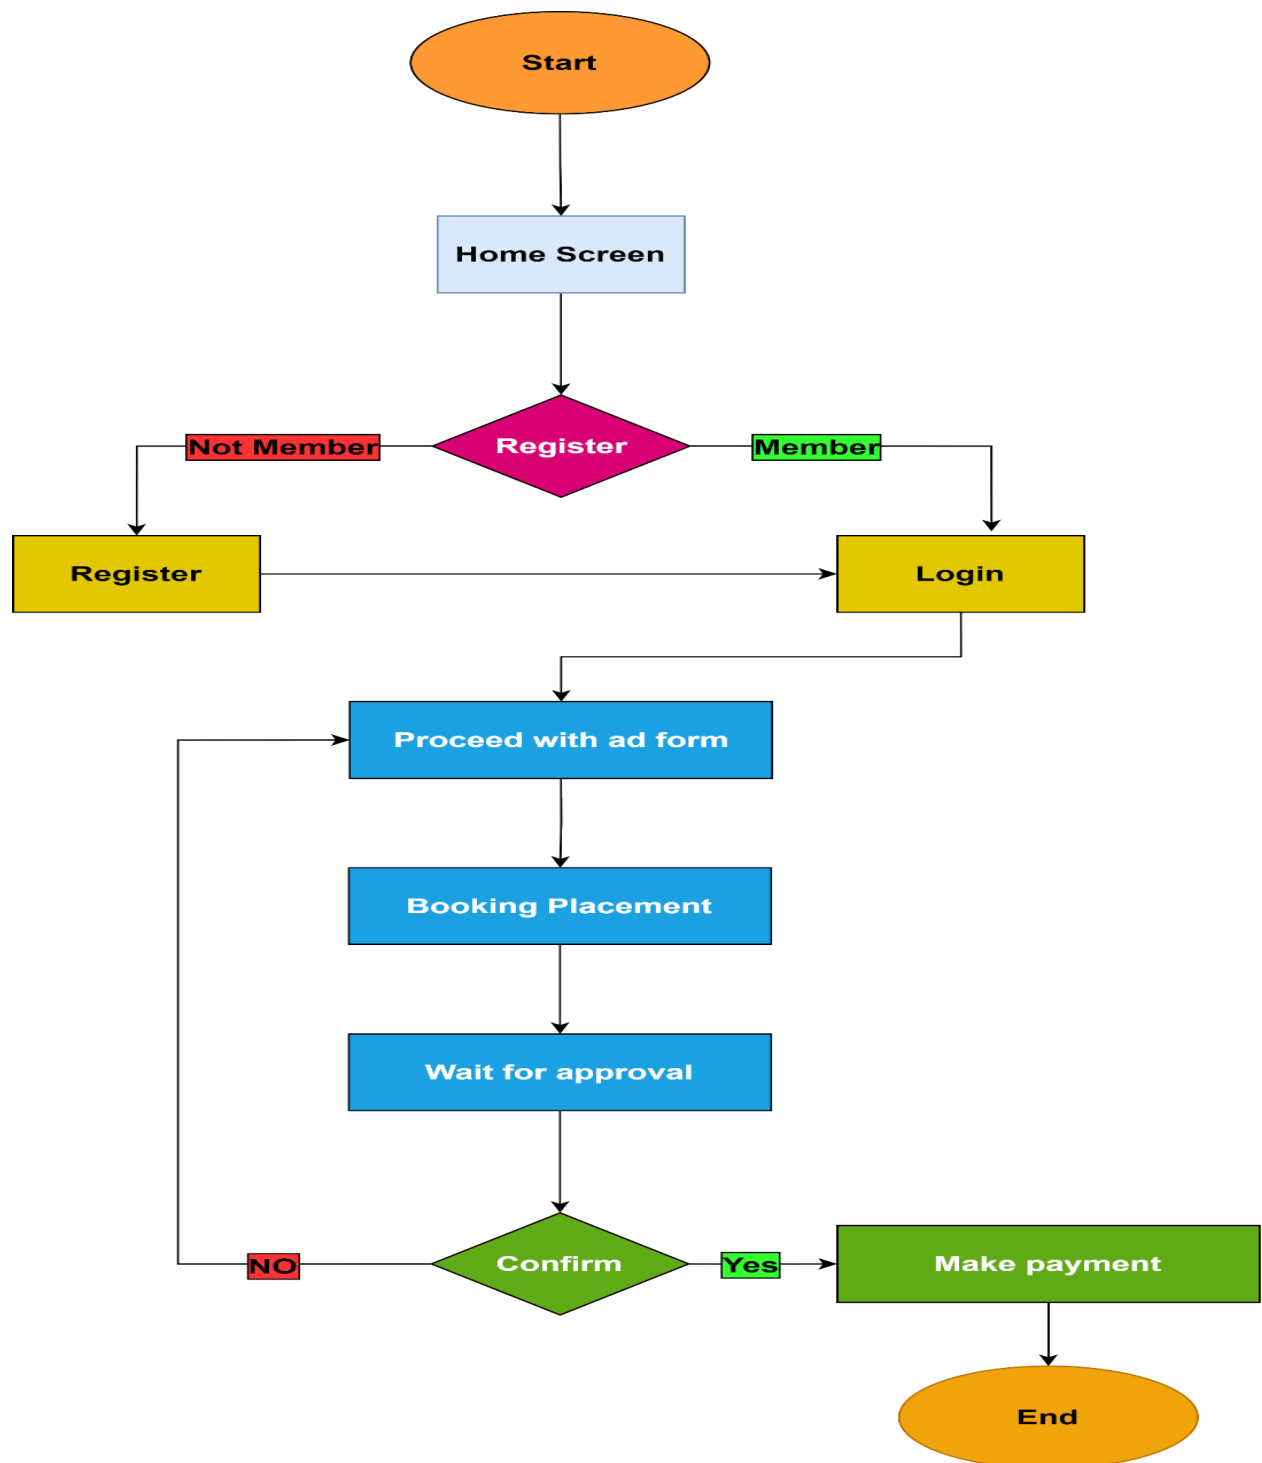 Start
Home Screen
Register
Not Member
Member
Register
Login
Proceed with ad form
Booking Placement
Wait for approval
Confirm
NO
Yes
Make payment
End